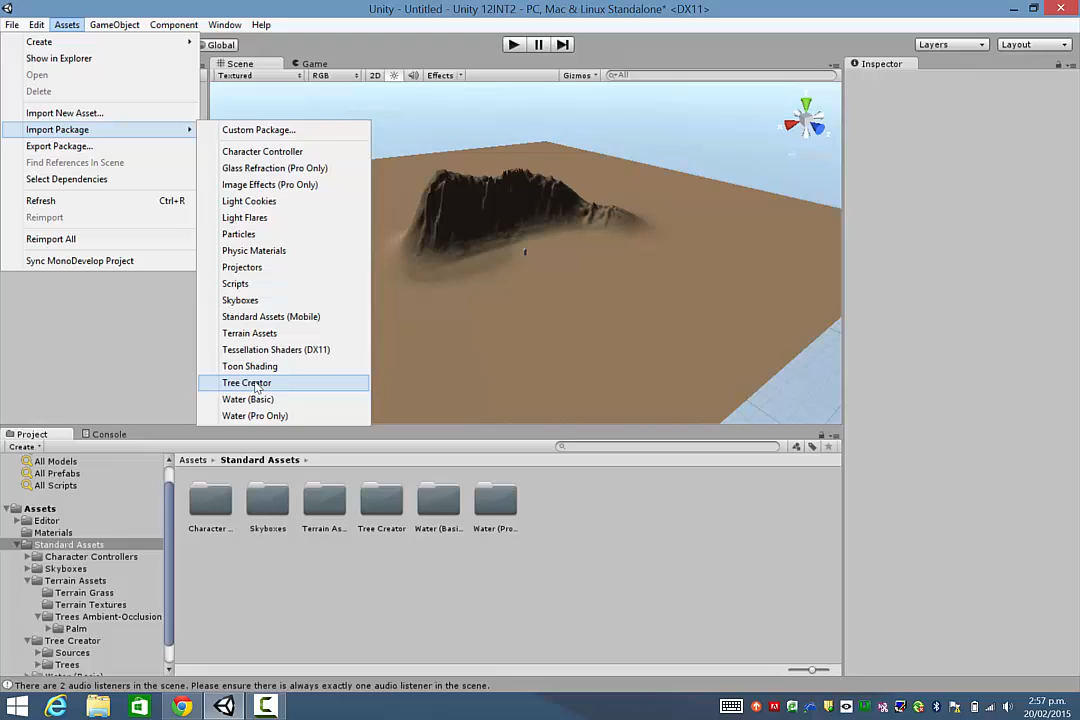 Unity - Untitled - Unity 12INT2 - PC, Mac & Linux Standalone* <DX11>
File Edit Assets GameObject Component Window Help
Global Layers Layout
Create
Show in Explorer
Open
Delete
Import New Asset...
Import Package
Export Package...
Find References In Scene
Select Dependencies
Refresh Ctrl+R
Reimport
Reimport All
Sync MonoDevelop Project
Custom Package...
Character Controller
Glass Refraction (Pro Only)
Image Effects (Pro Only)
Light Cookies
Light Flares
Particles
Physic Materials
Projectors
Scripts
Skyboxes
Standard Assets (Mobile)
Terrain Assets
Tessellation Shaders (DX11)
Toon Shading
Tree Creator
Water (Basic)
Water (Pro Only)
Scene Game
Textured RGB 2D Effects Gizmos All
x z
Inspector
Project Console
Create
All Models
All Prefabs
All Scripts
Assets
Editor
Materials
Standard Assets
Character Controllers
Skyboxes
Terrain Assets
Terrain Grass
Terrain Textures
Trees Ambient-Occlusion
Palm
Tree Creator
Sources
Trees
Water (Basic)
Assets Standard Assets
Character ... Skyboxes Terrain As... Tree Creator Water (Basi... Water (Pro...
There are 2 audio listeners in the scene. Please ensure there is always exactly one audio listener in the scene.
2:57 p.m.
20/02/2015